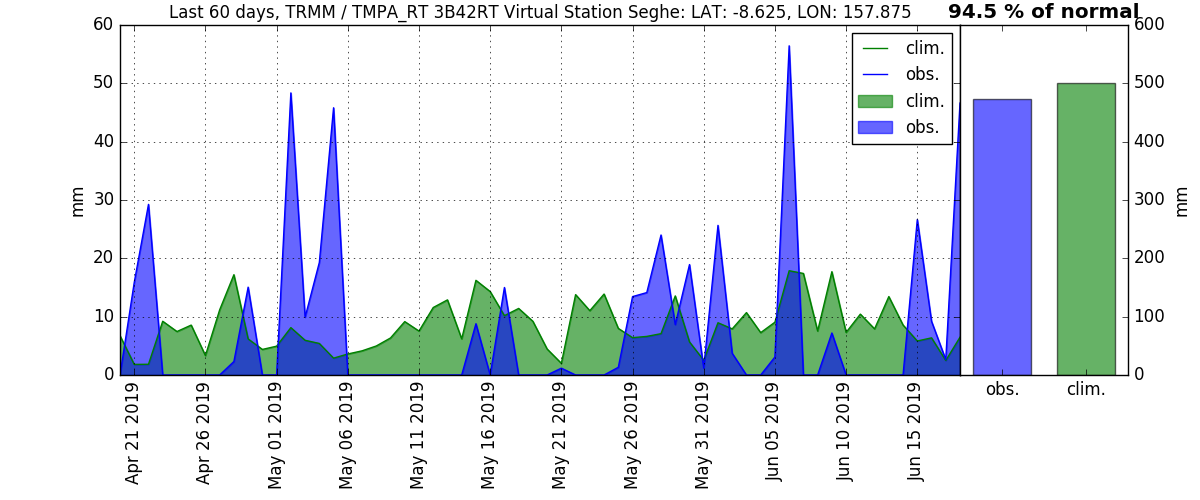 Last 60 days, TRMM / TMPA_RT 3B42RT Virtual Station Seghe: LAT: -8.625, LON: 157.875
94.5 % of normal
60
50
40
30
20
10
0
mm
clim.
obs.
clim.
obs.
600
500
400
300
200
100
0
mm
Apr 21 2019
Apr 26 2019
May 01 2019
May 06 2019
May 11 2019
May 16 2019
May 21 2019
May 26 2019
May 31 2019
Jun 05 2019
Jun 10 2019
Jun 15 2019
obs.
clim.